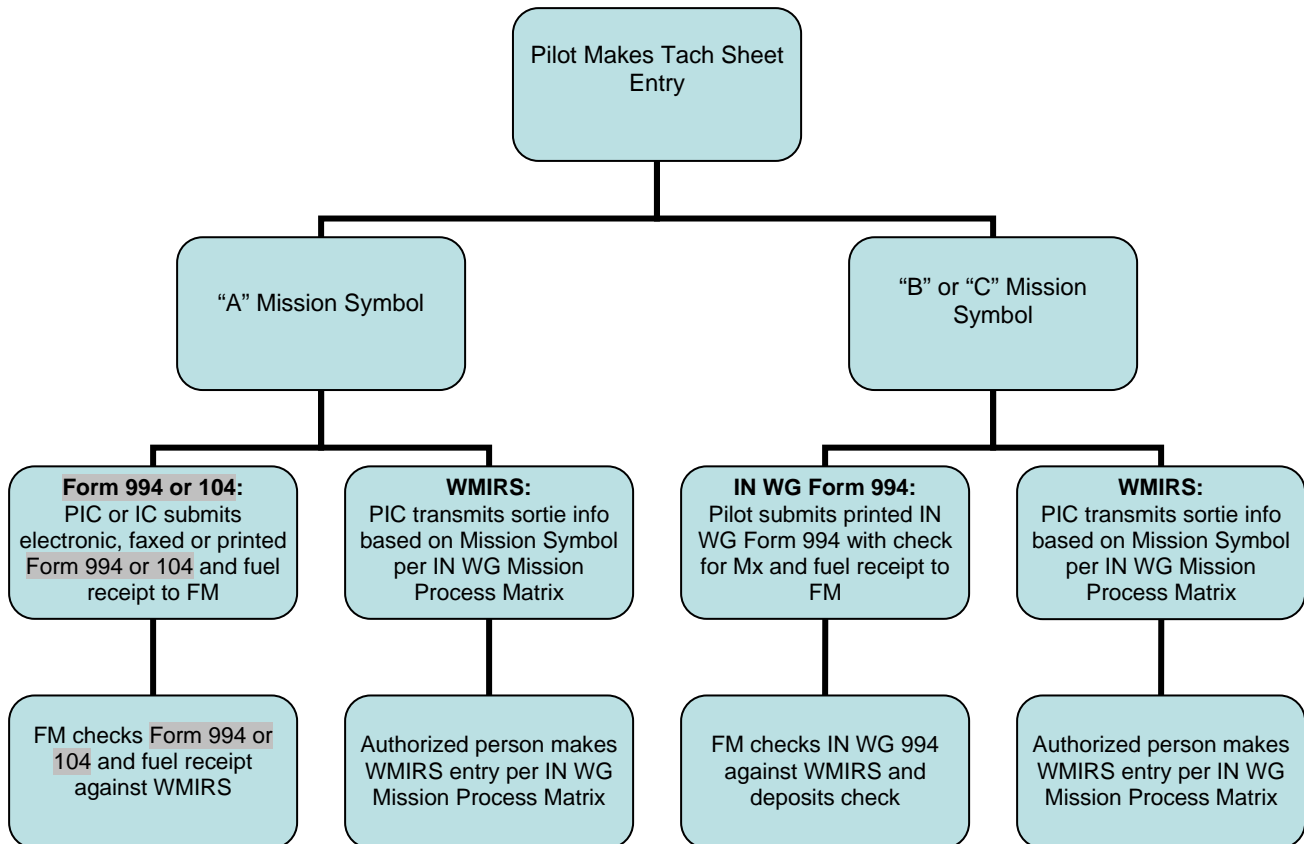 Pilot Makes Tach Sheet
Entry
“A” Mission Symbol
“B” or “C” Mission
Symbol
Form 994 or 104:
PIC or IC submits
electronic, faxed or printed
Form 994 or 104 and fuel
receipt to FM
WMIRS:
PIC transmits sortie info
based on Mission Symbol
per IN WG Mission
Process Matrix
IN WG Form 994:
Pilot submits printed IN
WG Form 994 with check
for Mx and fuel receipt to
FM
WMIRS:
PIC transmits sortie info
based on Mission Symbol
per IN WG Mission
Process Matrix
FM checks Form 994 or
104 and fuel receipt
against WMIRS
Authorized person makes
WMIRS entry per IN WG
Mission Process Matrix
FM checks IN WG 994
against WMIRS and
deposits check
Authorized person makes
WMIRS entry per IN WG
Mission Process Matrix